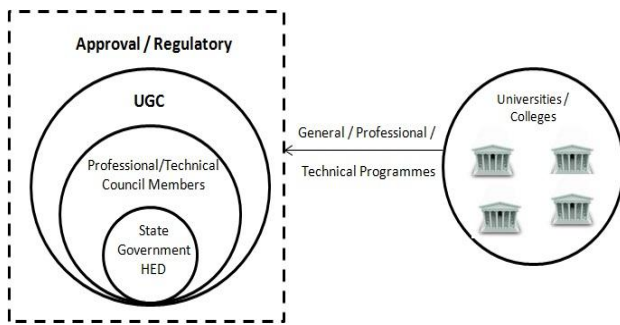 Approval / Regulatory
UGC
Professional/Technical
Council Members
State
Government
HED
General / Professional /
Technical Programmes
Universities /
Colleges